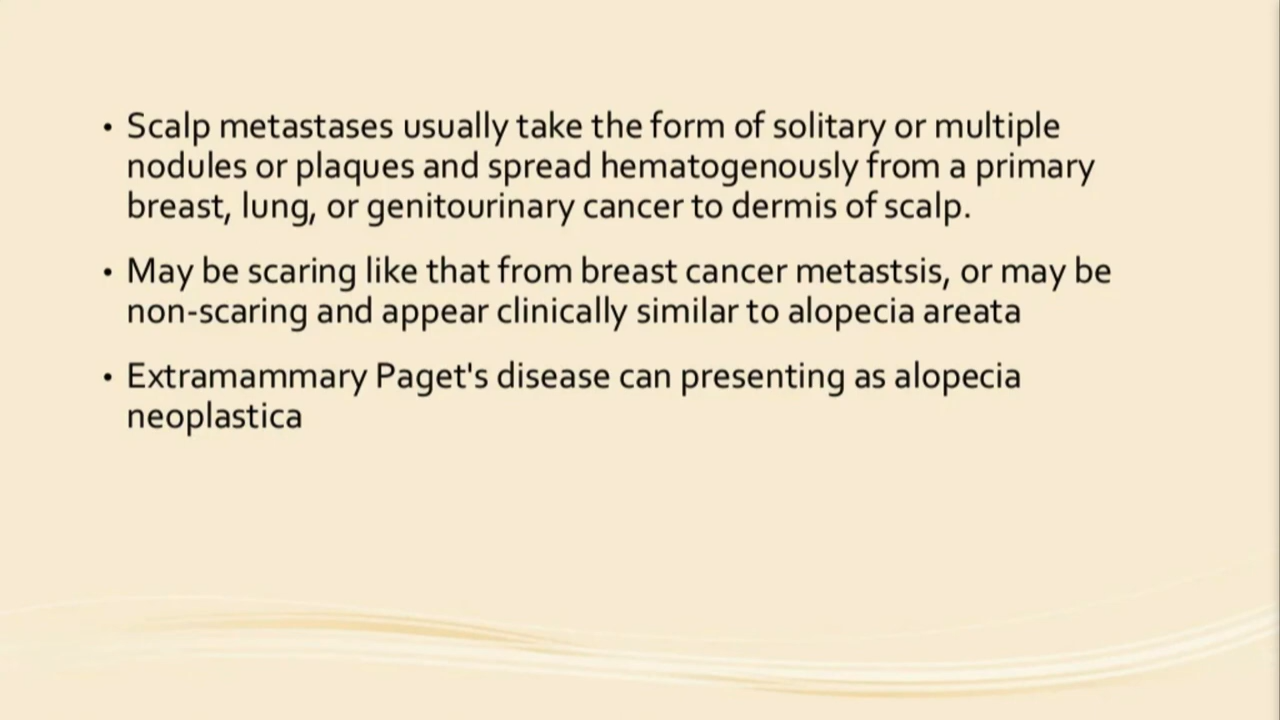 • Scalp metastases usually take the form of solitary or multiple
nodules or plaques and spread hematogenously from a primary
breast, lung, or genitourinary cancer to dermis of scalp.
• May be scaring like that from breast cancer metastsis, or may be
non-scaring and appear clinically similar to alopecia areata
• Extramammary Paget's disease can presenting as alopecia
neoplastica